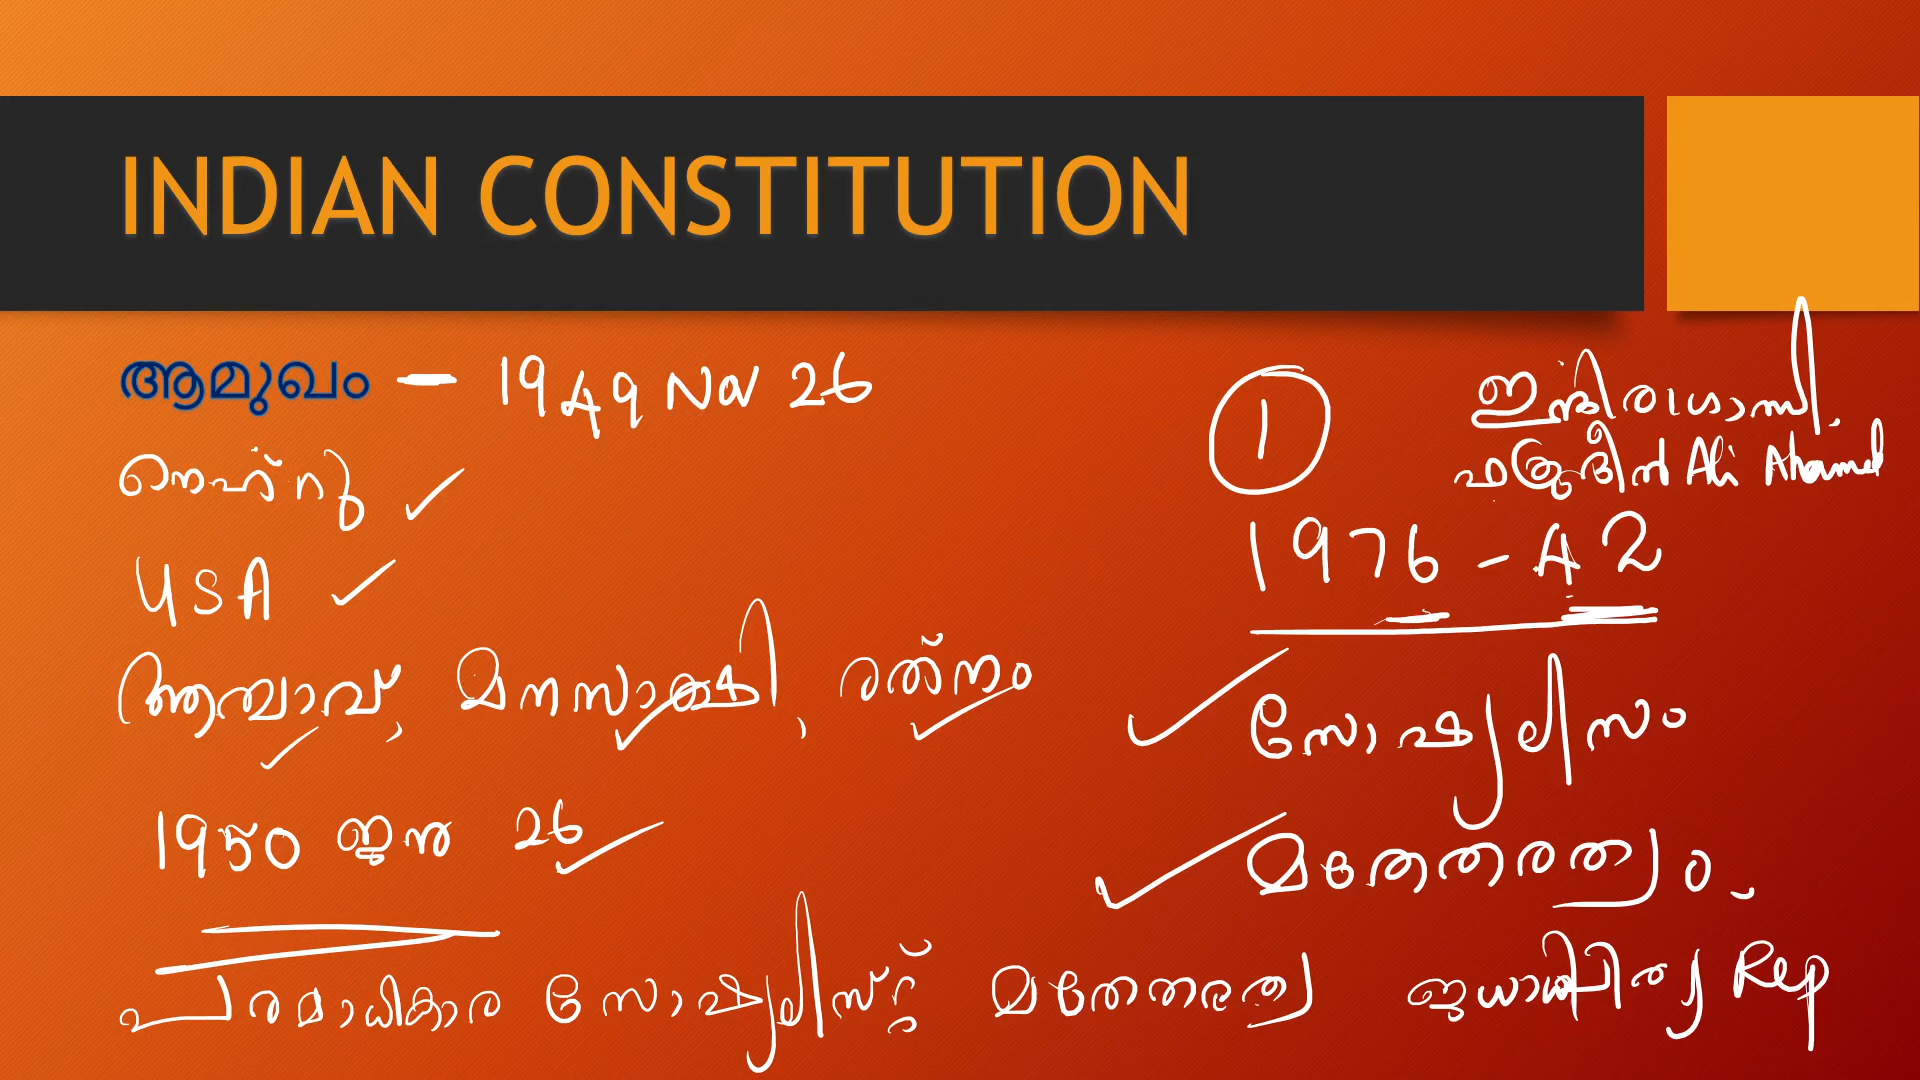 INDIAN CONSTITUTION
ആമുഖം — 1949 Nov 26
നെഹ്റു
USA
ആത്മാവ്, മനസാക്ഷി, രത്നം
1950 ജനു 26
1
ഇന്ദിരാഗാന്ധി.
ഫക്രുദീൻ Ali Ahamed
1976 - 42
സോഷ്യലിസം
മതേതരത്വം.
പരമാധികാര സോഷ്യലിസ്റ്റ് മതേതരത്വ ജനാധിപത്യ Rep